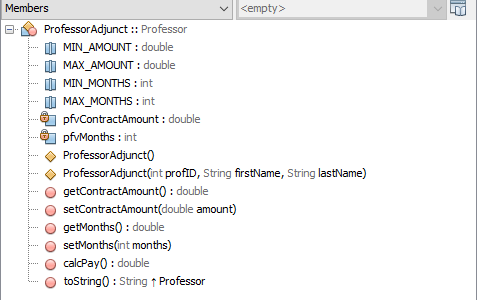 Members <empty>
ProfessorAdjunct :: Professor
MIN_AMOUNT : double
MAX_AMOUNT : double
MIN_MONTHS : int
MAX_MONTHS : int
pfvContractAmount : double
pfvMonths : int
ProfessorAdjunct()
ProfessorAdjunct(int profID, String firstName, String lastName)
getContractAmount() : double
setContractAmount(double amount)
getMonths() : double
setMonths(int months)
calcPay() : double
toString() : String ↑ Professor